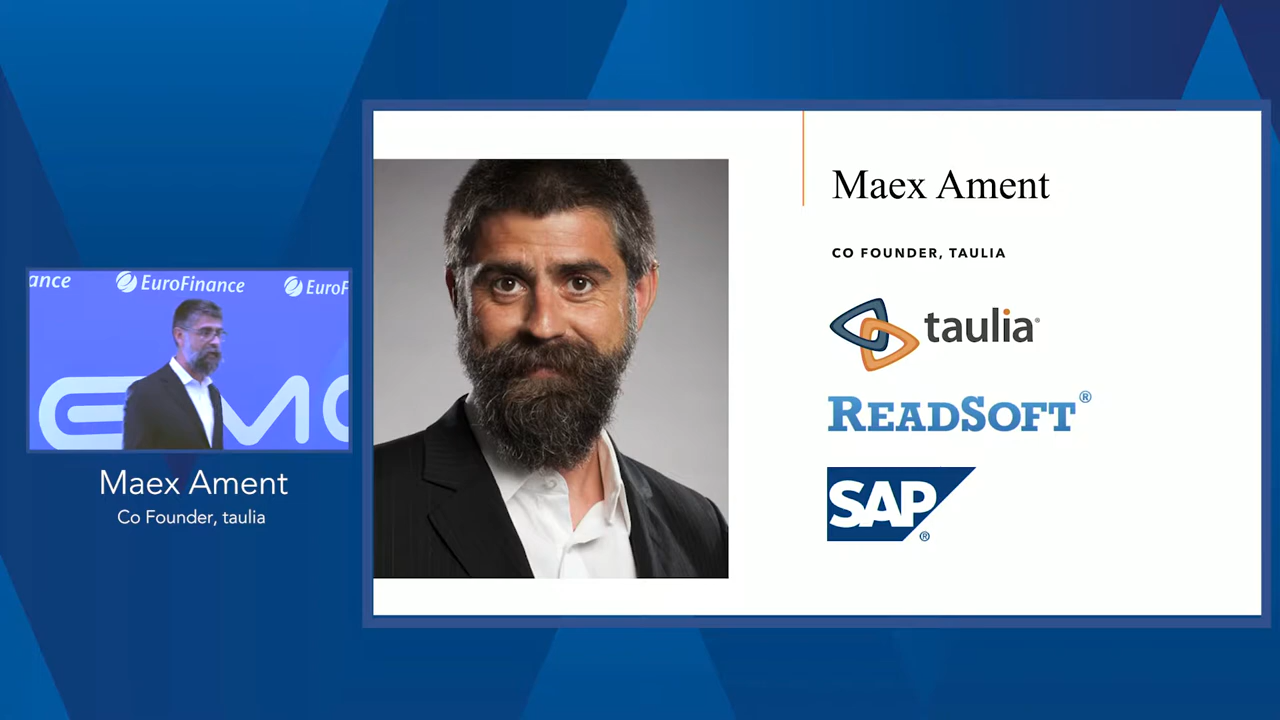 ance EuroFinance EuroF
Maex Ament
Co Founder, taulia
Maex Ament
CO FOUNDER, TAULIA
taulia®
READSOFT®
SAP®